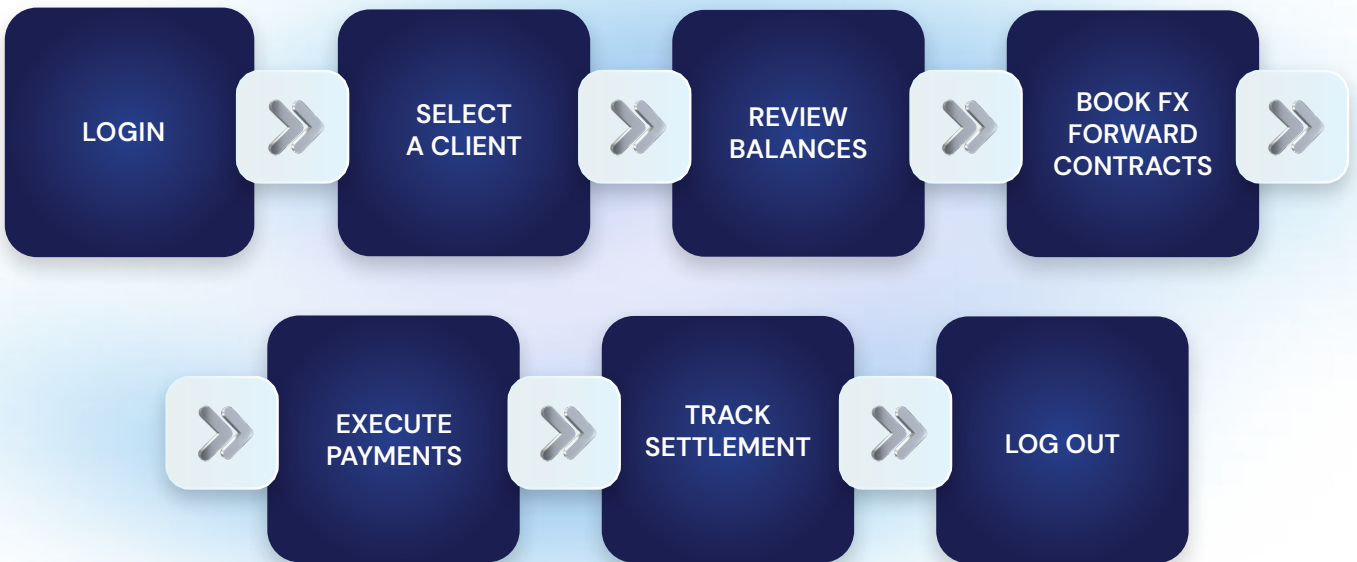 LOGIN
SELECT
A CLIENT
REVIEW
BALANCES
BOOK FX
FORWARD
CONTRACTS
EXECUTE
PAYMENTS
TRACK
SETTLEMENT
LOG OUT